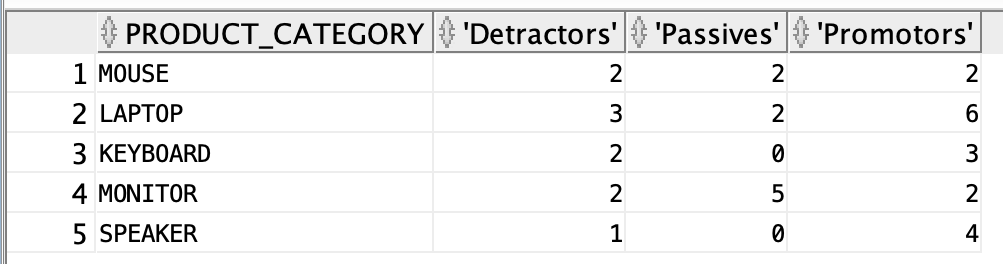 PRODUCT_CATEGORY 'Detractors' 'Passives' 'Promotors'
1 MOUSE 2 2 2
2 LAPTOP 3 2 6
3 KEYBOARD 2 0 3
4 MONITOR 2 5 2
5 SPEAKER 1 0 4